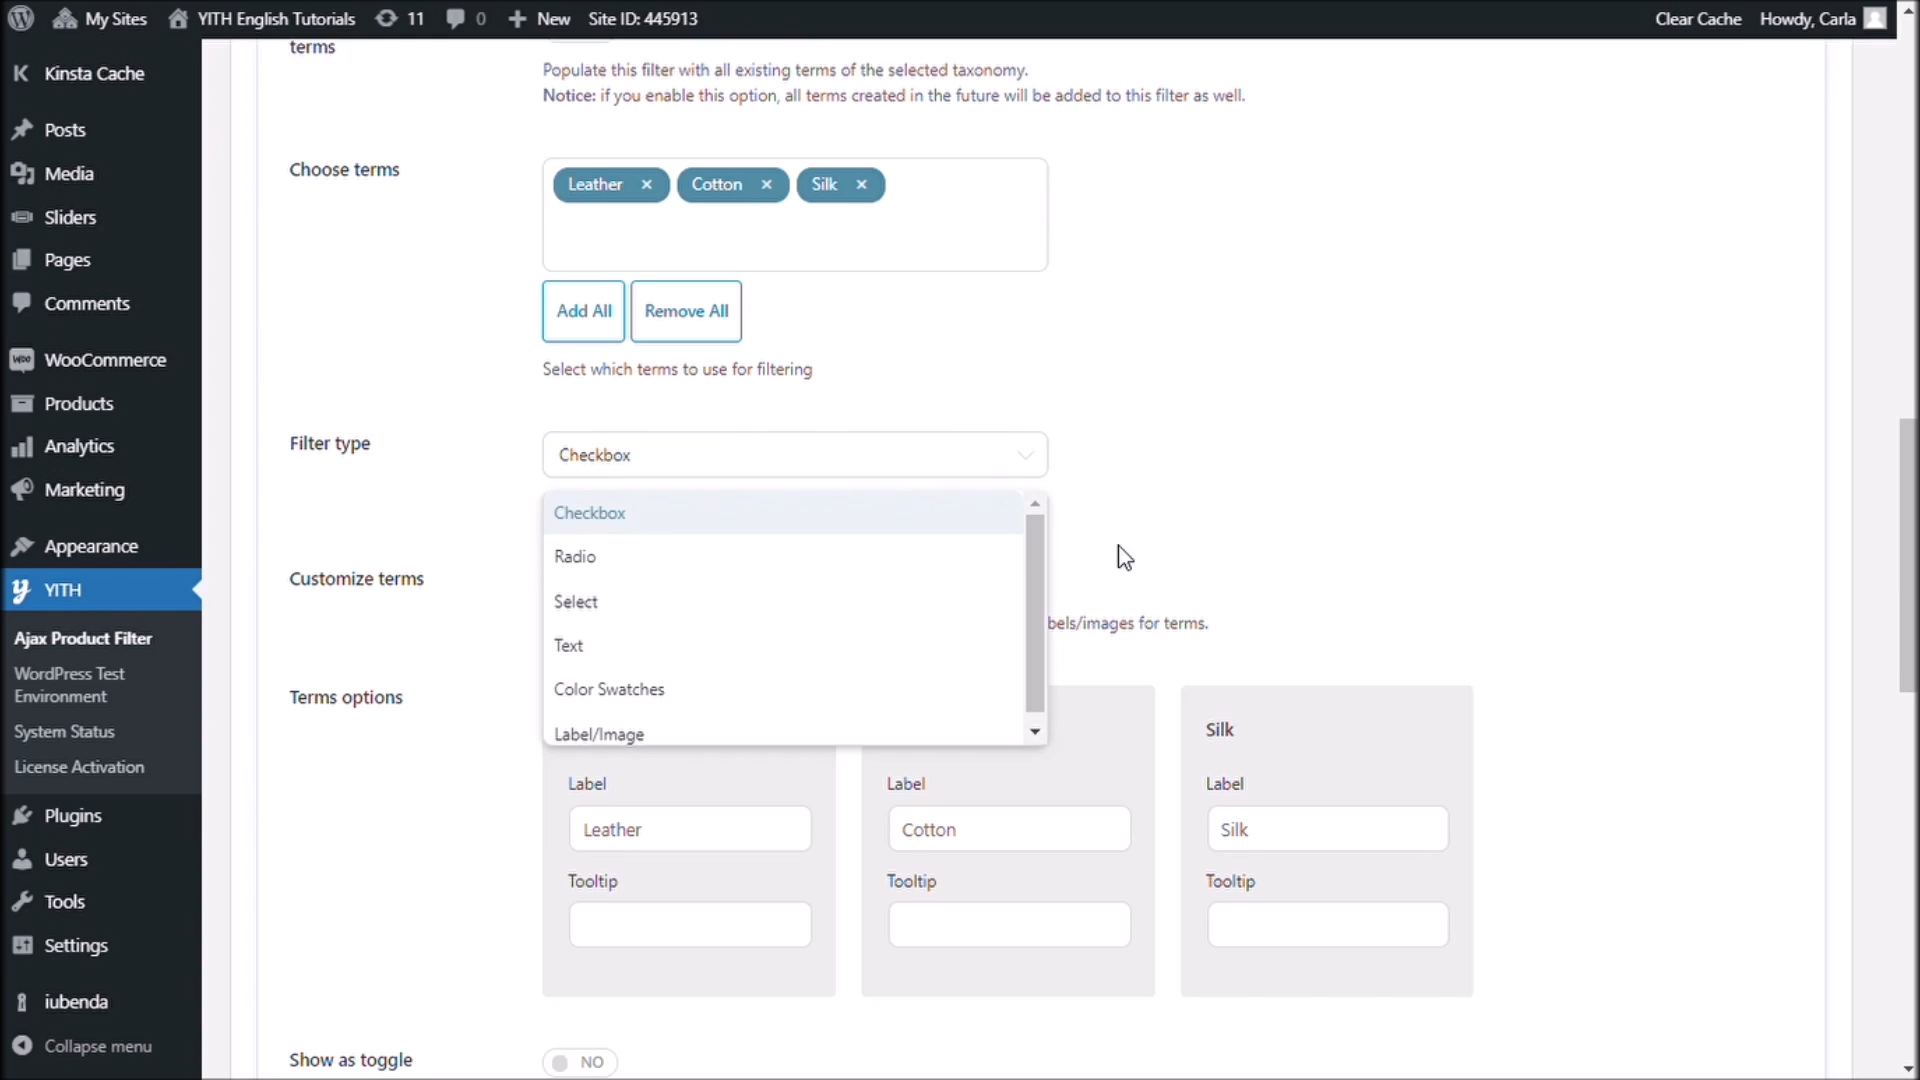 My Sites
YITH English Tutorials
11
0
New
Site ID: 445913
Clear Cache
Howdy, Carla
Kinsta Cache
Posts
Media
Sliders
Pages
Comments
WooCommerce
Products
Analytics
Marketing
Appearance
YITH
Ajax Product Filter
WordPress Test
Environment
System Status
License Activation
Plugins
Users
Tools
Settings
iubenda
Collapse menu
terms
Populate this filter with all existing terms of the selected taxonomy.
Notice: if you enable this option, all terms created in the future will be added to this filter as well.
Choose terms
Leather × Cotton × Silk ×
Add All Remove All
Select which terms to use for filtering
Filter type
Checkbox
Checkbox
Radio
Select
Text
Color Swatches
Label/Image
Customize terms
bels/images for terms.
Terms options
Silk
Label Label Label
Leather Cotton Silk
Tooltip Tooltip Tooltip
Show as toggle
NO